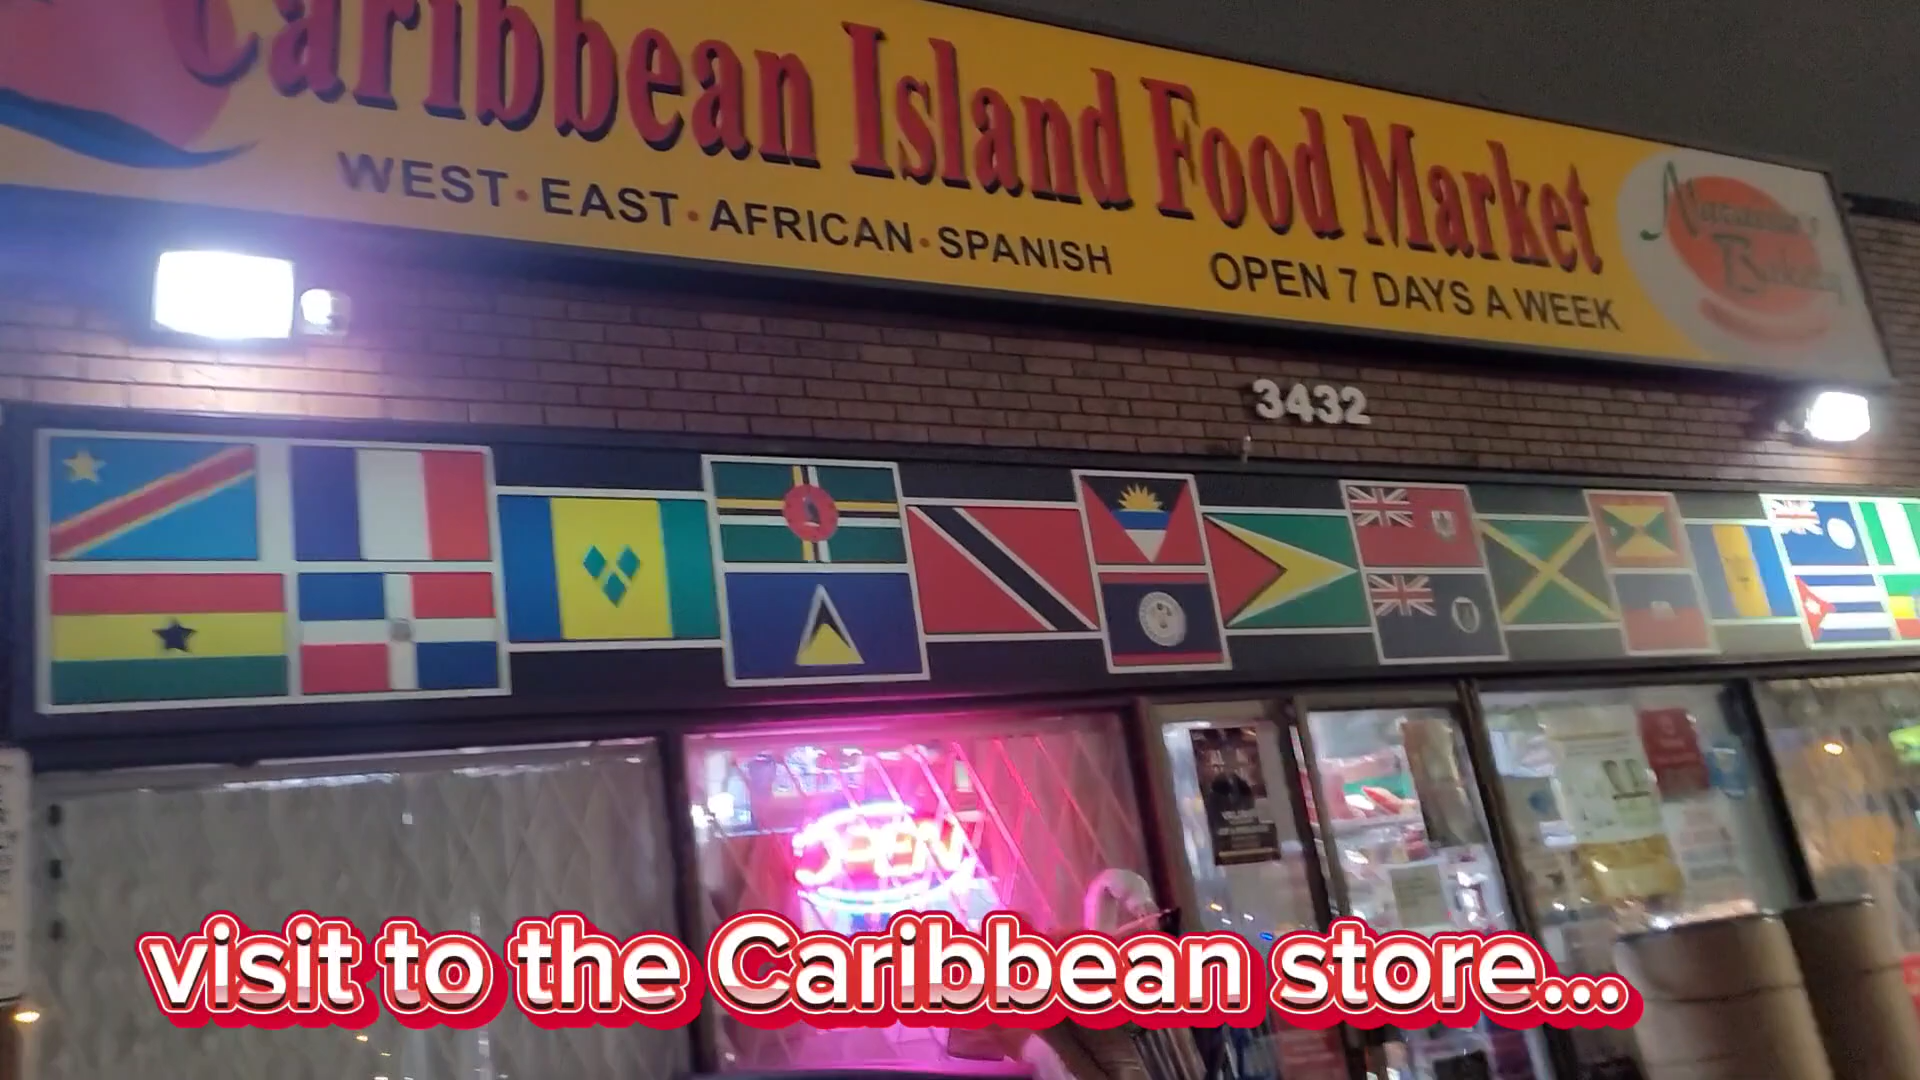 Caribbean Island Food Market
WEST • EAST • AFRICAN • SPANISH
OPEN 7 DAYS A WEEK
Bakery
3432
OPEN
visit to the Caribbean store...